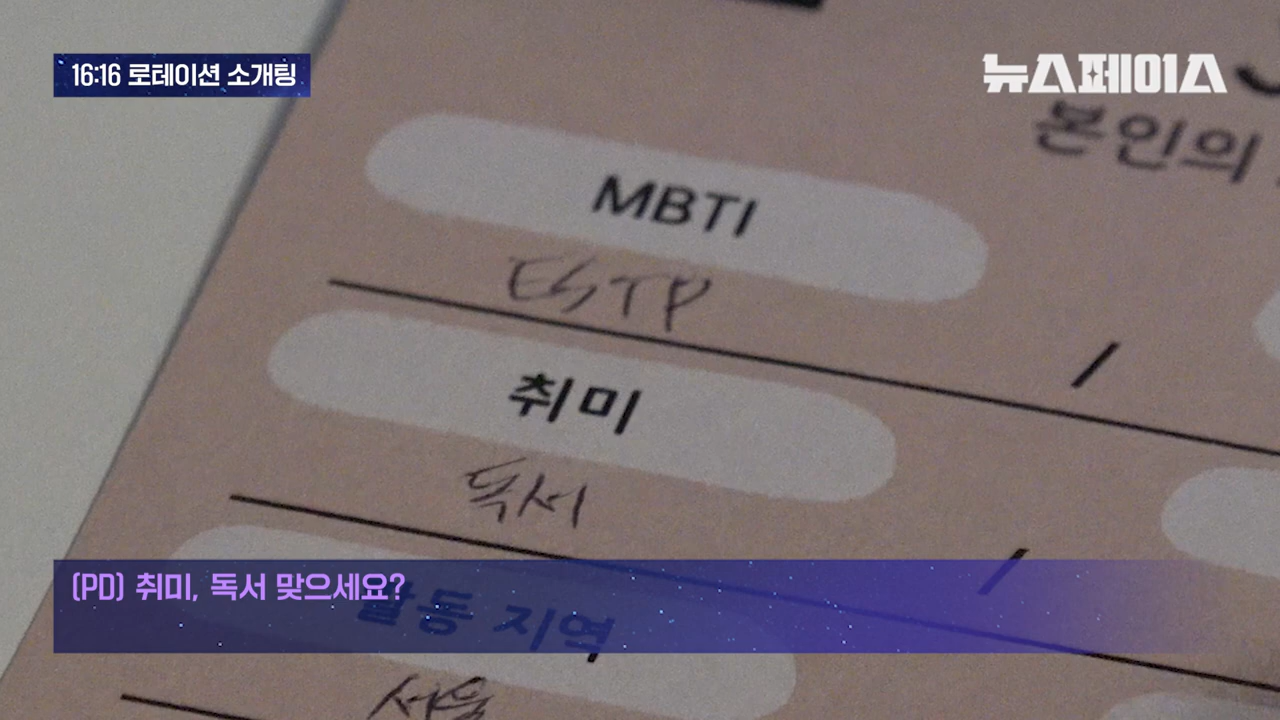 16:16 로테이션 소개팅
뉴스페이스
본인의
MBTI
ESTP
/
취미
독서
/
(PD) 취미, 독서 맞으세요?
활동 지역
서울